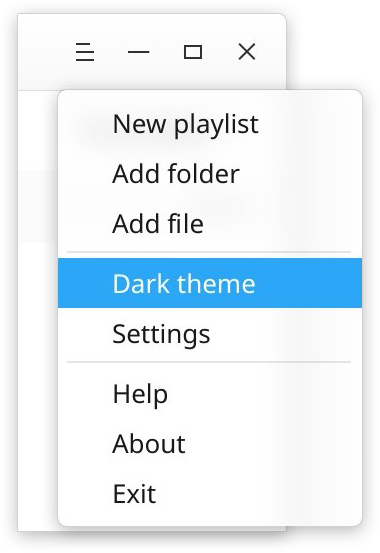 New playlist
Add folder
Add file
Dark theme
Settings
Help
About
Exit